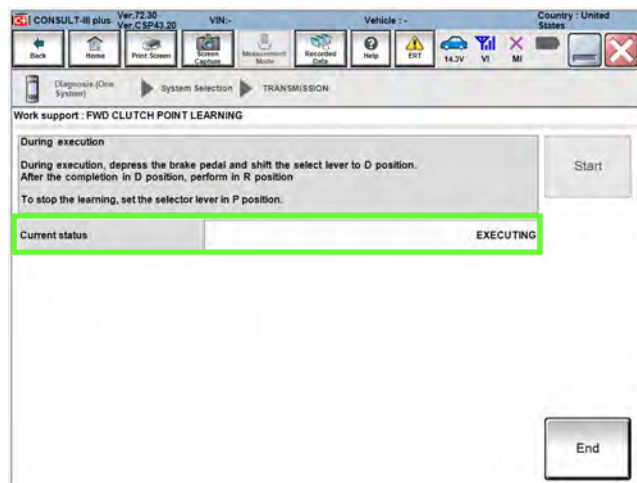 CONSULT-III plus Ver.72.30 VIN:- Vehicle : - Country : United
Ver.CSP43.20 States
Back Home Print Screen Screen Capture Measurement Mode Recorded Data Help ERT 14.3V VI MI
Diagnosis (One System) System Selection TRANSMISSION
Work support : FWD CLUTCH POINT LEARNING
During execution
During execution, depress the brake pedal and shift the select lever to D position.
After the completion in D position, perform in R position
To stop the learning, set the selector lever in P position.
Start
Current status EXECUTING
End